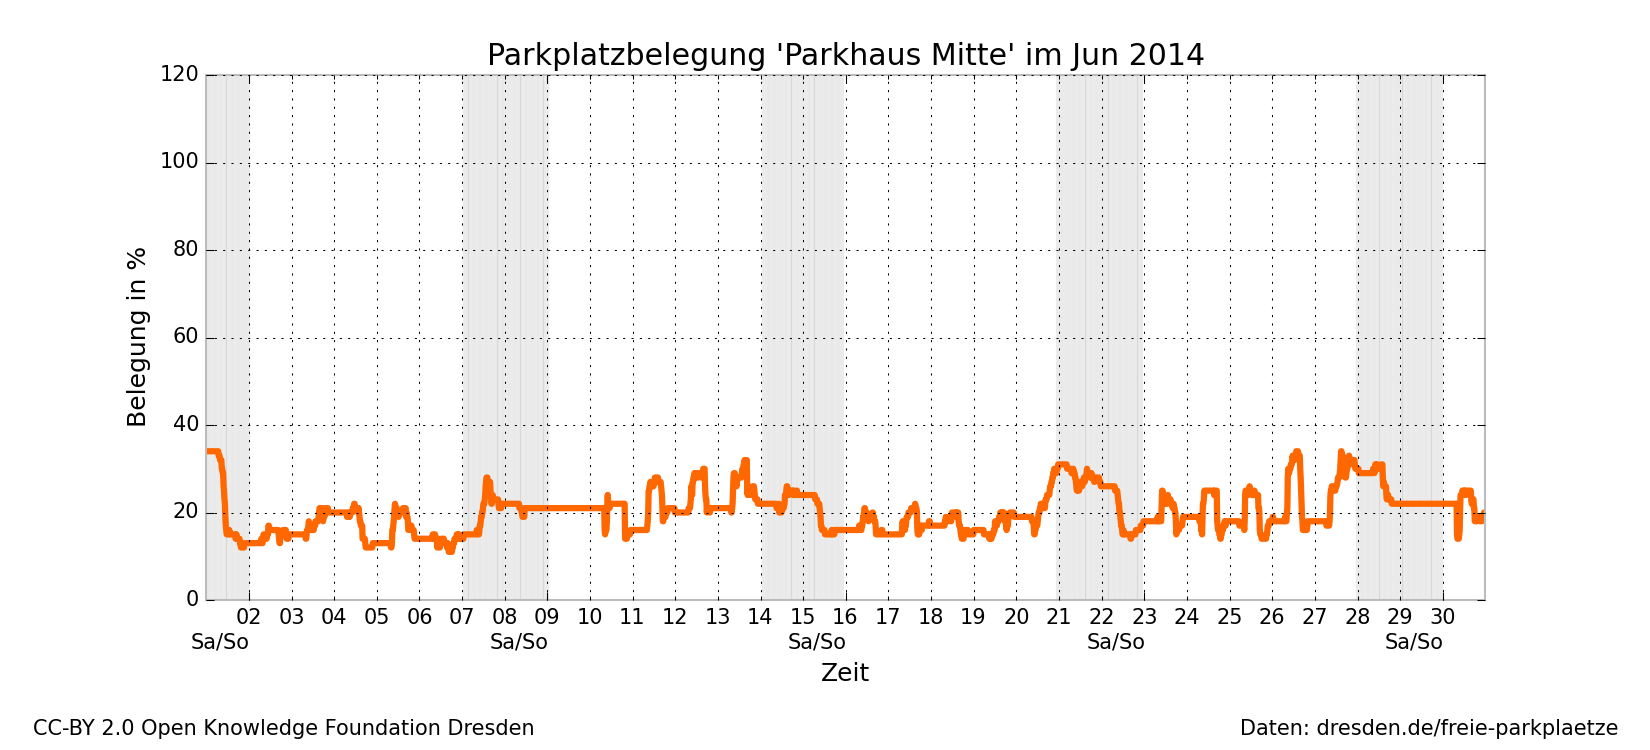 Parkplatzbelegung 'Parkhaus Mitte' im Jun 2014
120
100
80
60
40
20
0
Belegung in %
02 03 04 05 06 07 08 09 10 11 12 13 14 15 16 17 18 19 20 21 22 23 24 25 26 27 28 29 30
Sa/So Sa/So Sa/So Sa/So Sa/So
Zeit
CC-BY 2.0 Open Knowledge Foundation Dresden
Daten: dresden.de/freie-parkplaetze